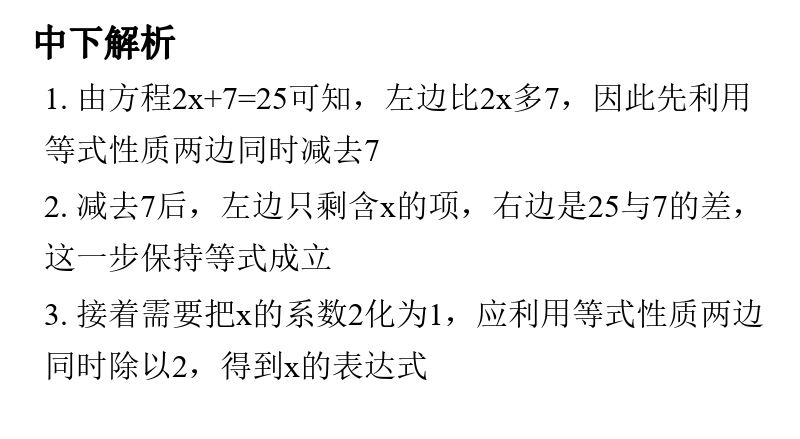 中下解析
1. 由方程2x+7=25可知，左边比2x多7，因此先利用
等式性质两边同时减去7
2. 减去7后，左边只剩含x的项，右边是25与7的差，
这一步保持等式成立
3. 接着需要把x的系数2化为1，应利用等式性质两边
同时除以2，得到x的表达式